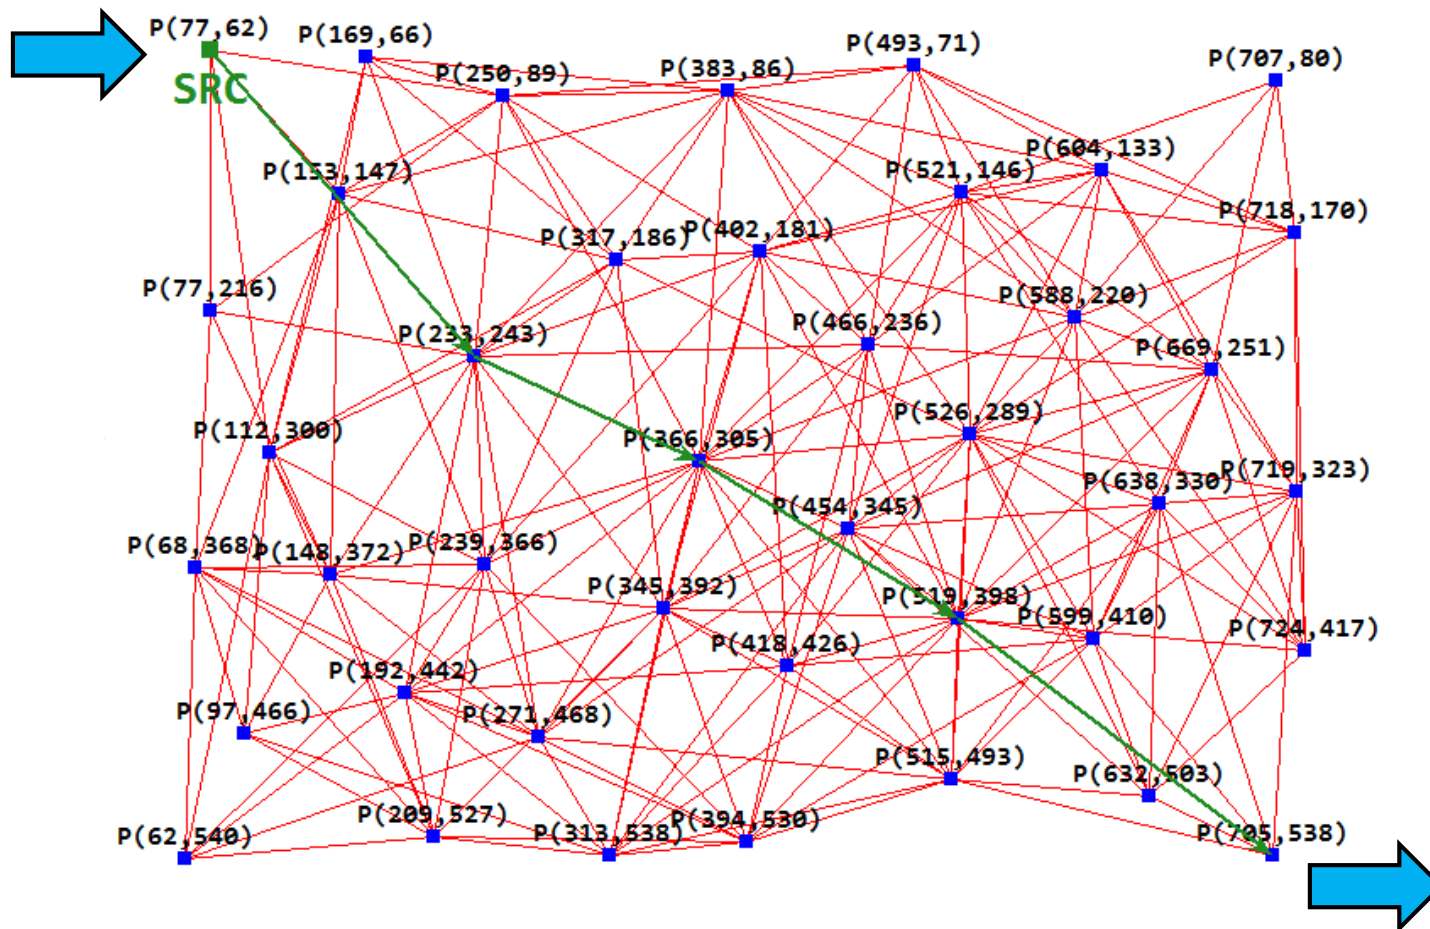 P(77,62)
P(169,66)
P(250,89)
P(383,86)
P(493,71)
P(707,80)
SRC
P(153,147)
P(521,146)
P(604,133)
P(317,186)
P(402,181)
P(718,170)
P(77,216)
P(233,243)
P(466,236)
P(588,220)
P(669,251)
P(112,300)
P(366,305)
P(526,289)
P(454,345)
P(638,330)
P(719,323)
P(68,368)
P(148,372)
P(239,366)
P(345,392)
P(519,398)
P(599,410)
P(724,417)
P(418,426)
P(192,442)
P(97,466)
P(271,468)
P(515,493)
P(632,503)
P(62,540)
P(209,527)
P(313,538)
P(394,530)
P(705,538)